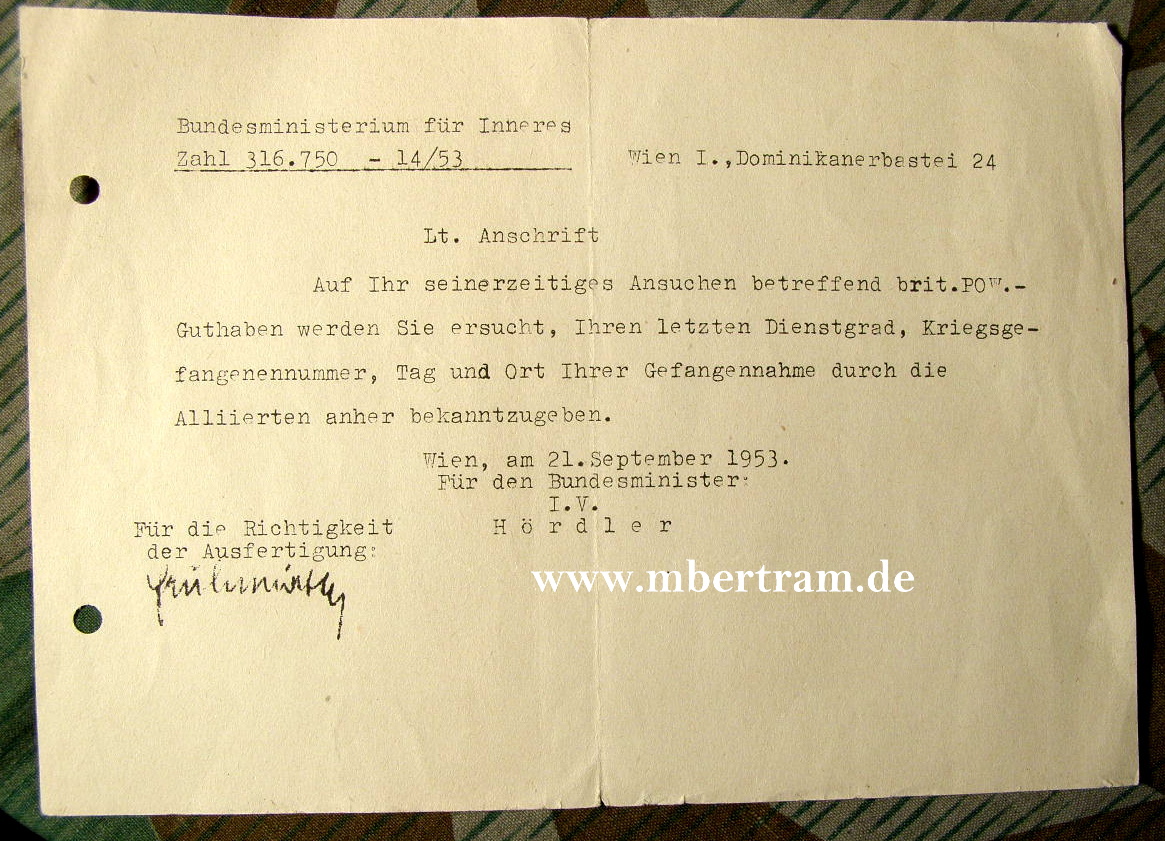 Bundesministerium für Inneres
Zahl 316.750 - 14/53
Wien I.,Dominikanerbastei 24
Lt. Anschrift
Auf Ihr seinerzeitiges Ansuchen betreffend brit.POW.-
Guthaben werden Sie ersucht, Ihren letzten Dienstgrad, Kriegsge-
fangenennummer, Tag und Ort Ihrer Gefangennahme durch die
Alliierten anher bekanntzugeben.
Wien, am 21.September 1953.
Für den Bundesminister:
I.V.
H ö r d l e r
Für die Richtigkeit
der Ausfertigung:
www.mbertram.de